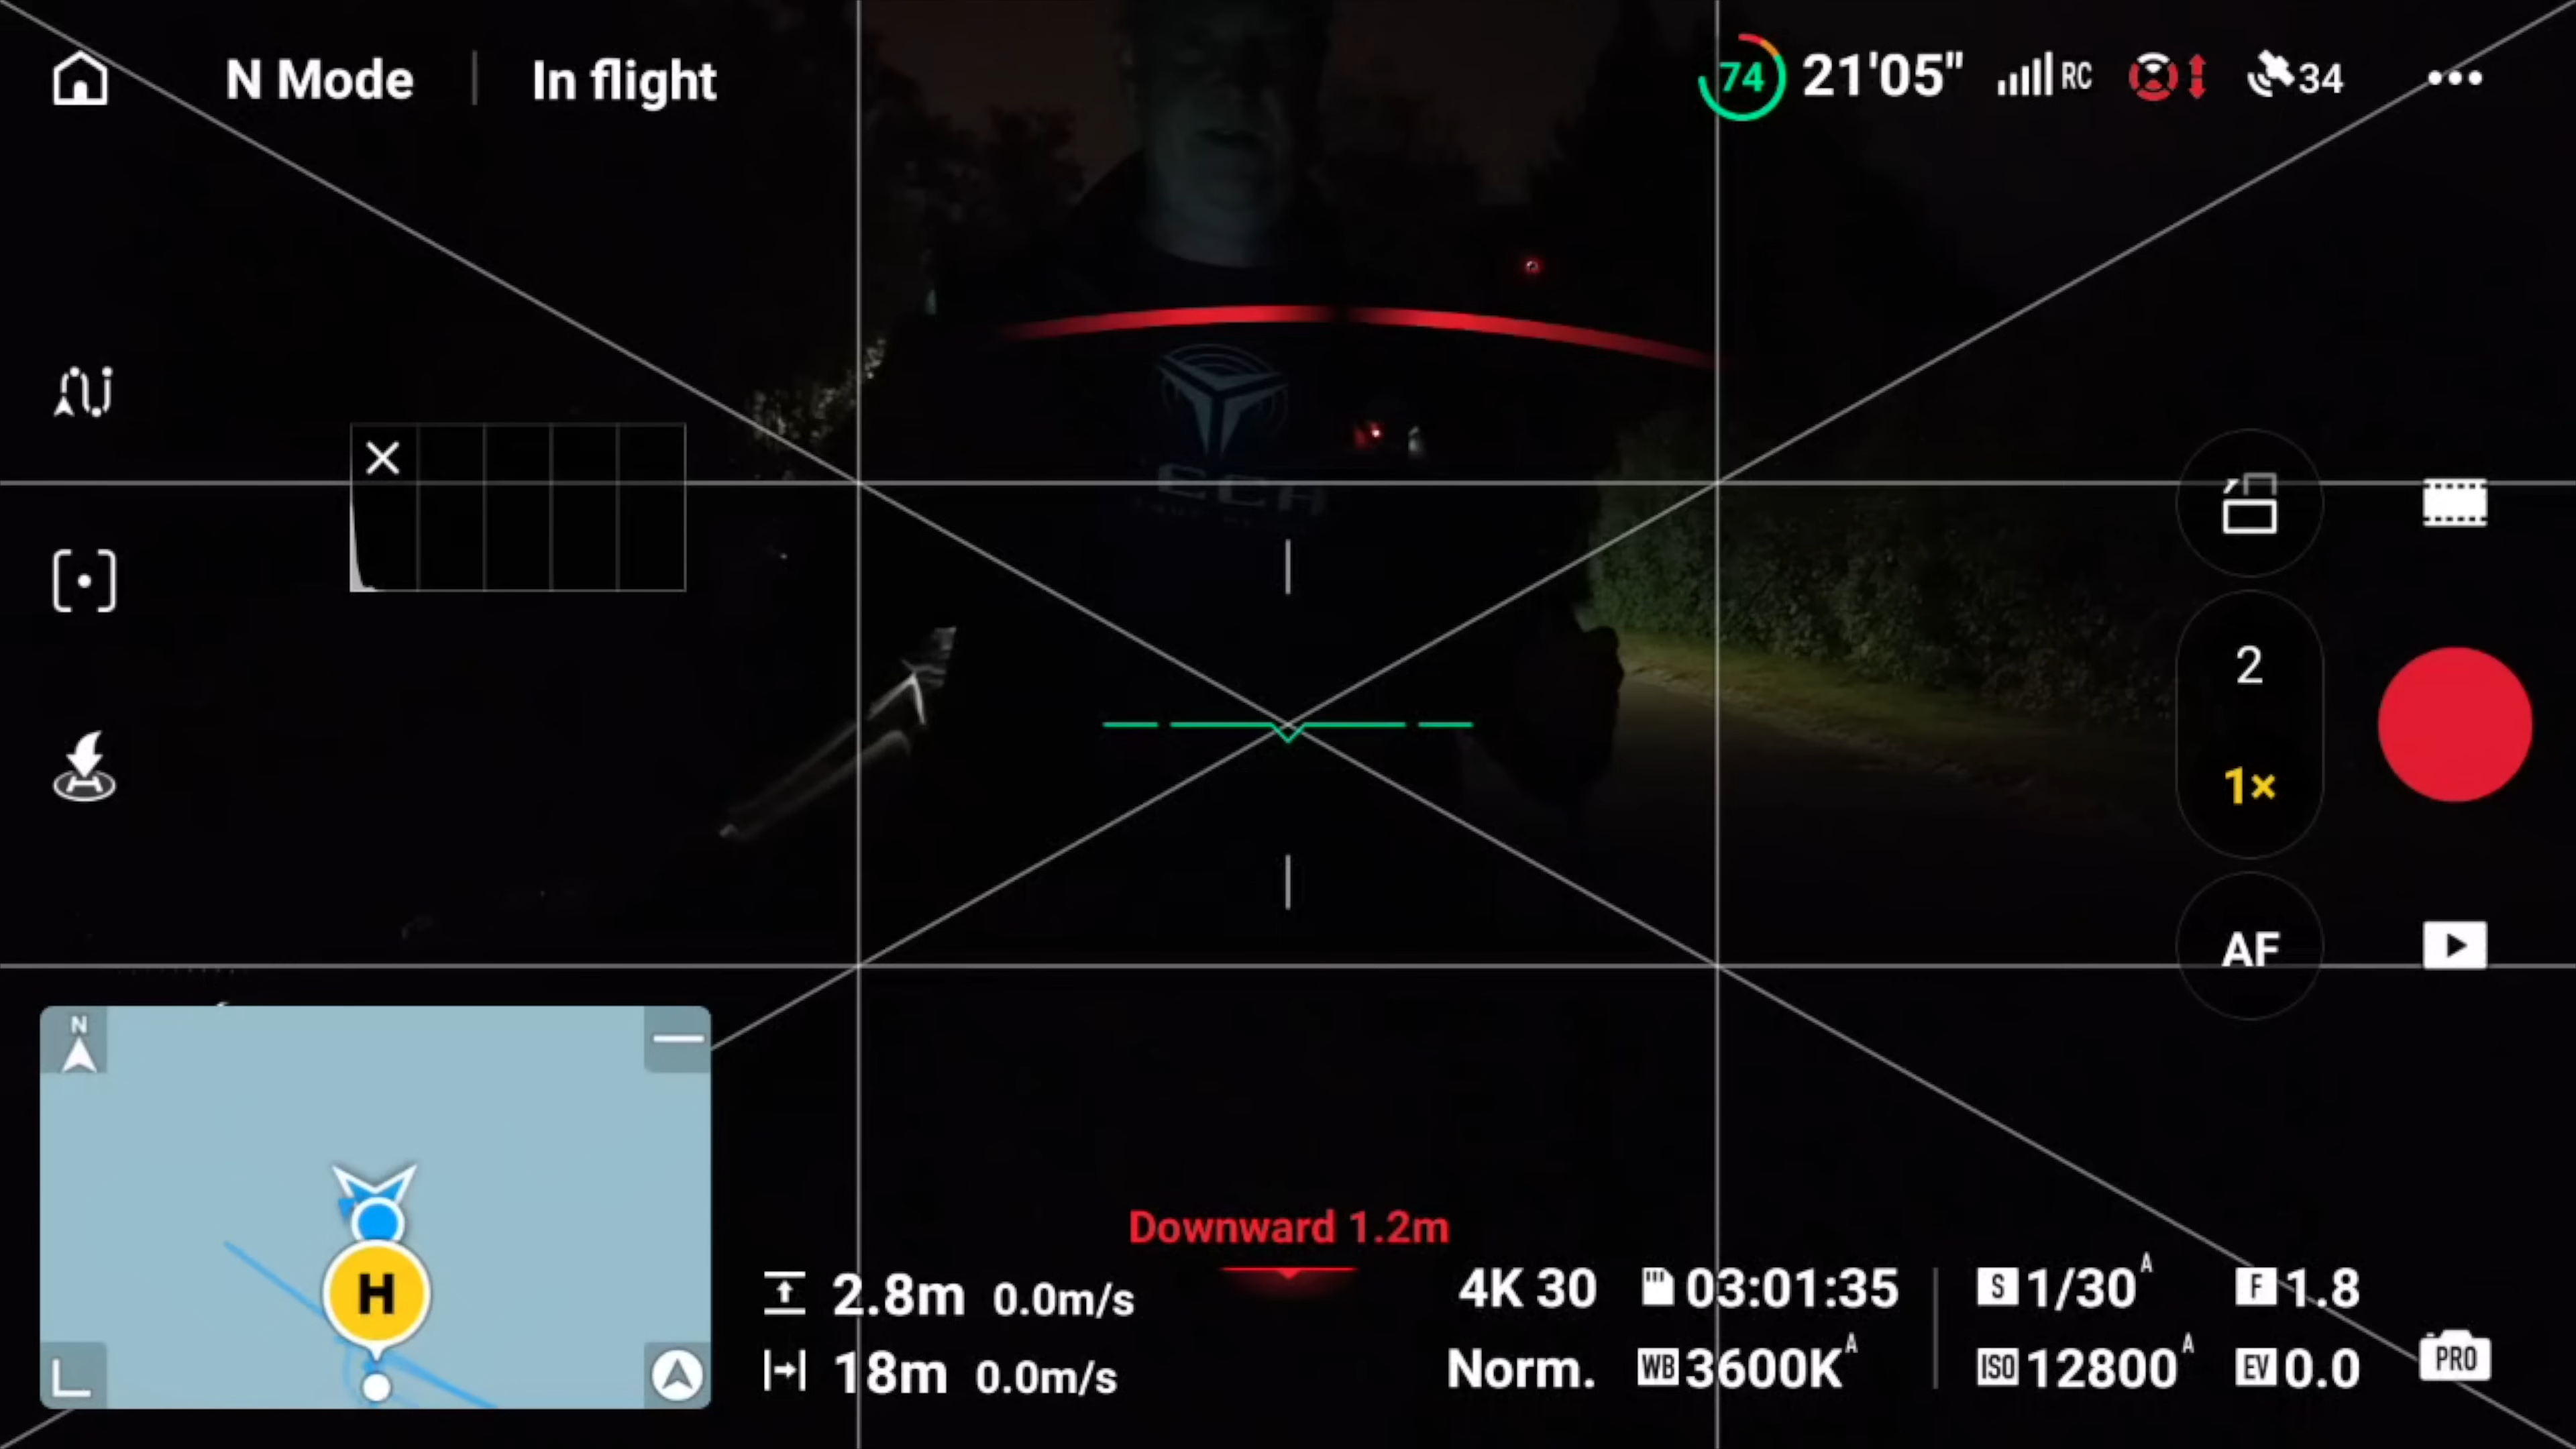 N Mode
In flight
74
21'05"
RC
34
ECH
2
1×
AF
N
H
Downward 1.2m
2.8m 0.0m/s
18m 0.0m/s
4K 30
03:01:35
S 1/30 A
F 1.8
Norm.
WB 3600K A
ISO 12800 A
EV 0.0
PRO